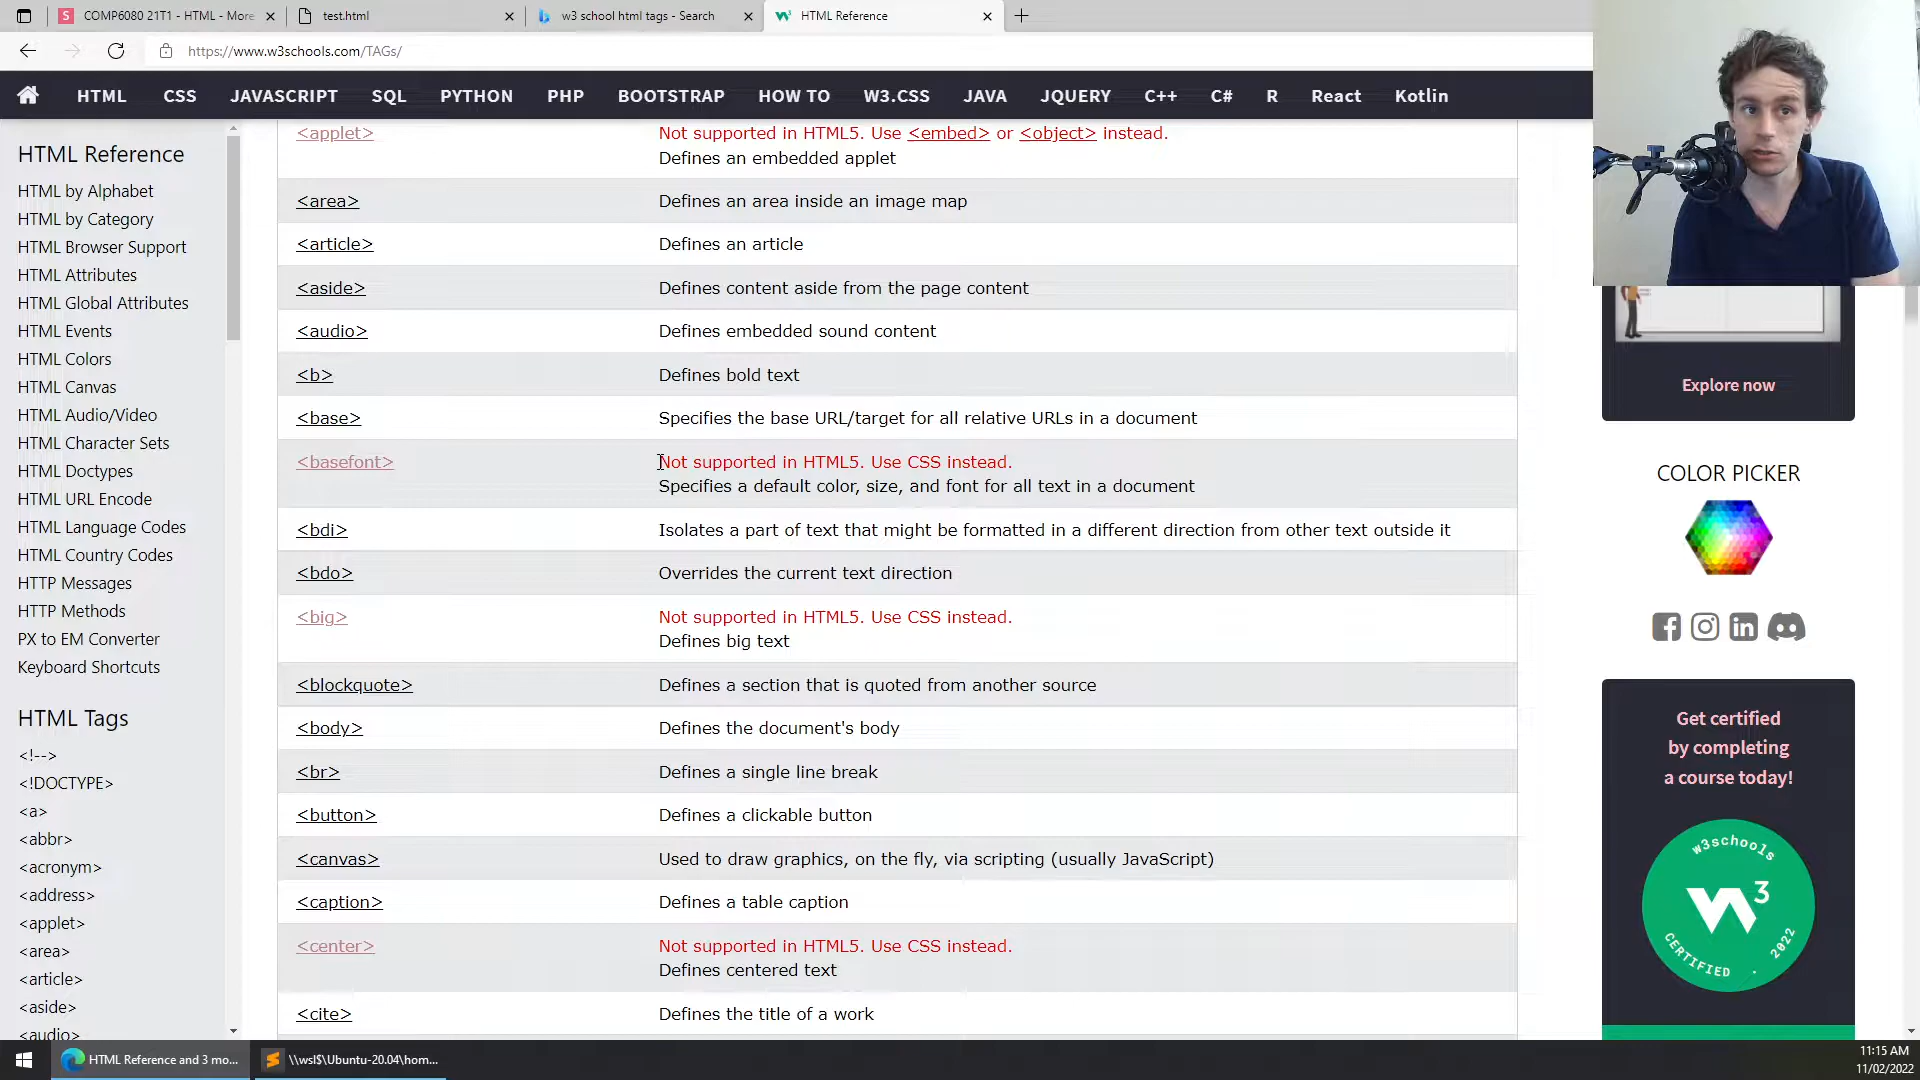 COMP6080 21T1 - HTML - More
test.html
w3 school html tags - Search
HTML Reference
https://www.w3schools.com/TAGs/
HTML CSS JAVASCRIPT SQL PYTHON PHP BOOTSTRAP HOW TO W3.CSS JAVA JQUERY C++ C# R React Kotlin
HTML Reference
HTML by Alphabet
HTML by Category
HTML Browser Support
HTML Attributes
HTML Global Attributes
HTML Events
HTML Colors
HTML Canvas
HTML Audio/Video
HTML Character Sets
HTML Doctypes
HTML URL Encode
HTML Language Codes
HTML Country Codes
HTTP Messages
HTTP Methods
PX to EM Converter
Keyboard Shortcuts
HTML Tags
<!-->
<!DOCTYPE>
<a>
<abbr>
<acronym>
<address>
<applet>
<area>
<article>
<aside>
<audio>
<applet> Not supported in HTML5. Use <embed> or <object> instead.
Defines an embedded applet
<area> Defines an area inside an image map
<article> Defines an article
<aside> Defines content aside from the page content
<audio> Defines embedded sound content
<b> Defines bold text
<base> Specifies the base URL/target for all relative URLs in a document
<basefont> Not supported in HTML5. Use CSS instead.
Specifies a default color, size, and font for all text in a document
<bdi> Isolates a part of text that might be formatted in a different direction from other text outside it
<bdo> Overrides the current text direction
<big> Not supported in HTML5. Use CSS instead.
Defines big text
<blockquote> Defines a section that is quoted from another source
<body> Defines the document's body
<br> Defines a single line break
<button> Defines a clickable button
<canvas> Used to draw graphics, on the fly, via scripting (usually JavaScript)
<caption> Defines a table caption
<center> Not supported in HTML5. Use CSS instead.
Defines centered text
<cite> Defines the title of a work
Explore now
COLOR PICKER
Get certified
by completing
a course today!
w3schools
W3
CERTIFIED . 2022
HTML Reference and 3 mo...
\\wsl$\Ubuntu-20.04\hom...
11:15 AM
11/02/2022